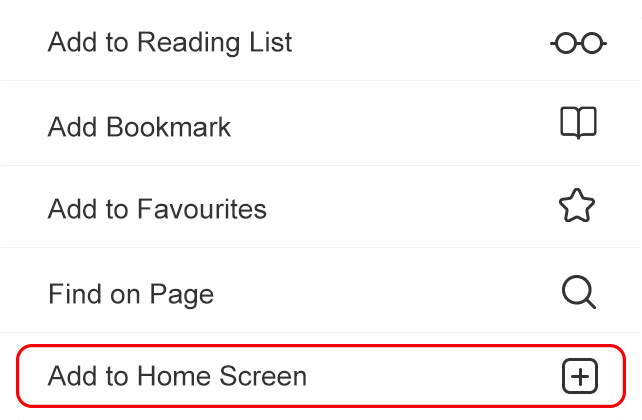 Add to Reading List
Add Bookmark
Add to Favourites
Find on Page
Add to Home Screen